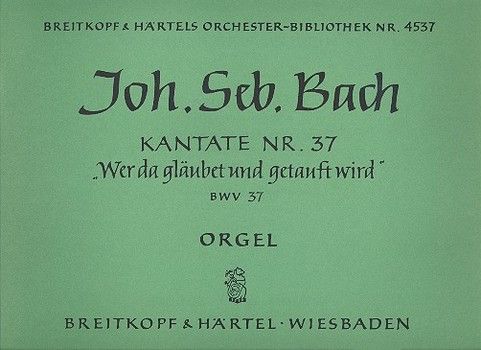 BREITKOPF & HÄRTELS ORCHESTER-BIBLIOTHEK NR. 4537
Joh. Seb. Bach
KANTATE NR. 37
„Wer da gläubet und getauft wird"
BWV 37
ORGEL
BREITKOPF & HÄRTEL · WIESBADEN